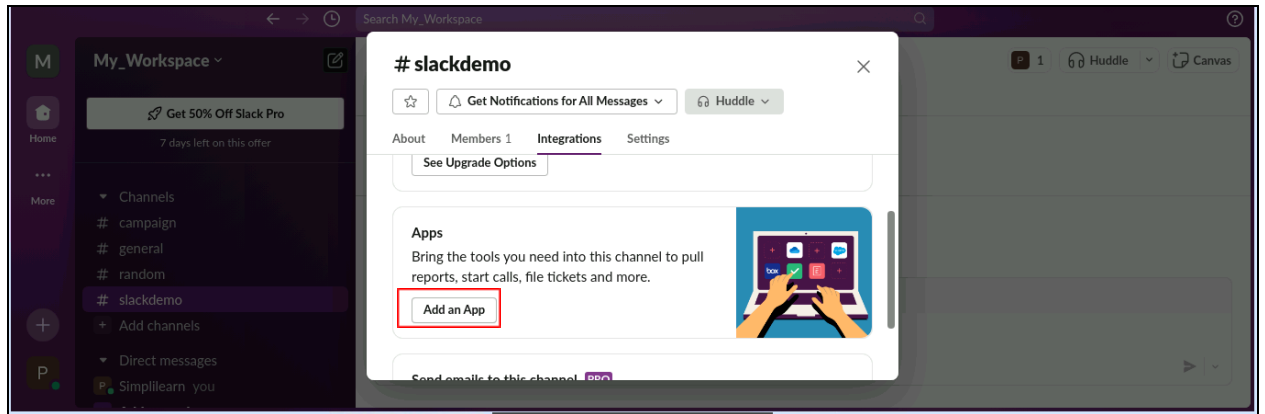 Search My_Workspace
M
My_Workspace
P 1
Huddle
Canvas
Get 50% Off Slack Pro
7 days left on this offer
Home
More
Channels
# campaign
# general
# random
# slackdemo
+ Add channels
Direct messages
P
P Simplilearn you
# slackdemo
Get Notifications for All Messages
Huddle
About Members 1 Integrations Settings
See Upgrade Options
Apps
Bring the tools you need into this channel to pull
reports, start calls, file tickets and more.
box
Add an App
Send emails to this channel PRO